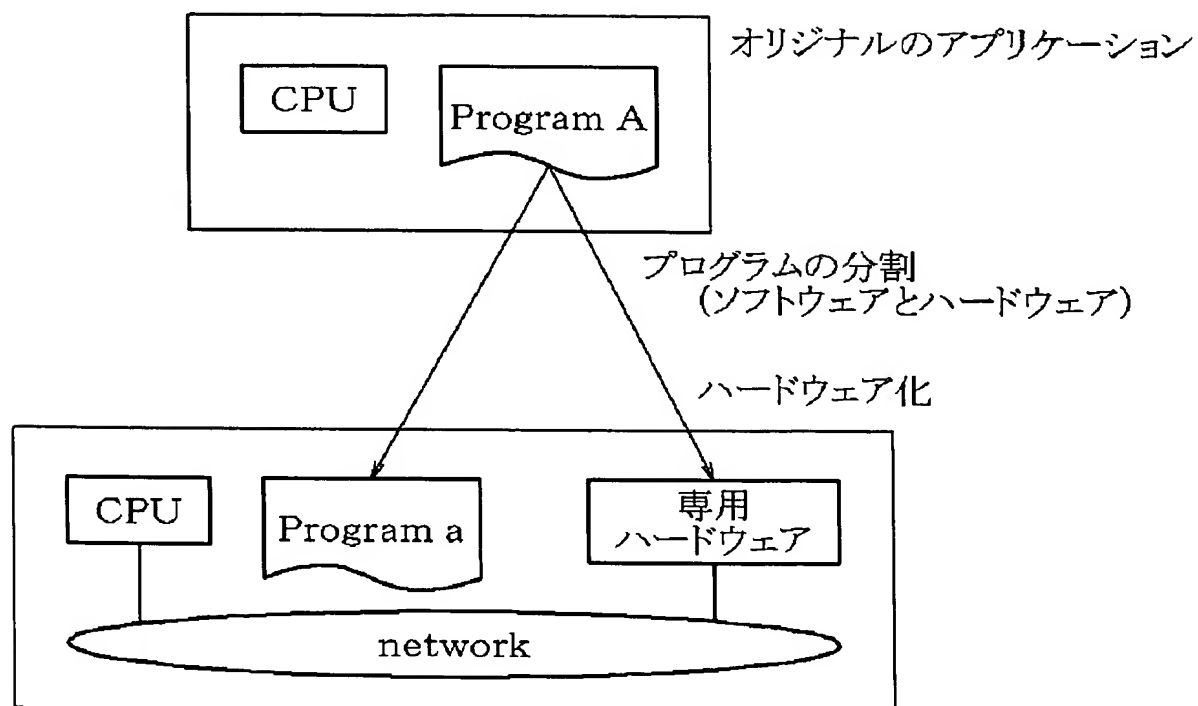 オリジナルのアプリケーション
CPU
Program A
プログラムの分割
(ソフトウェアとハードウェア)
ハードウェア化
CPU
Program a
専用
ハードウェア
network